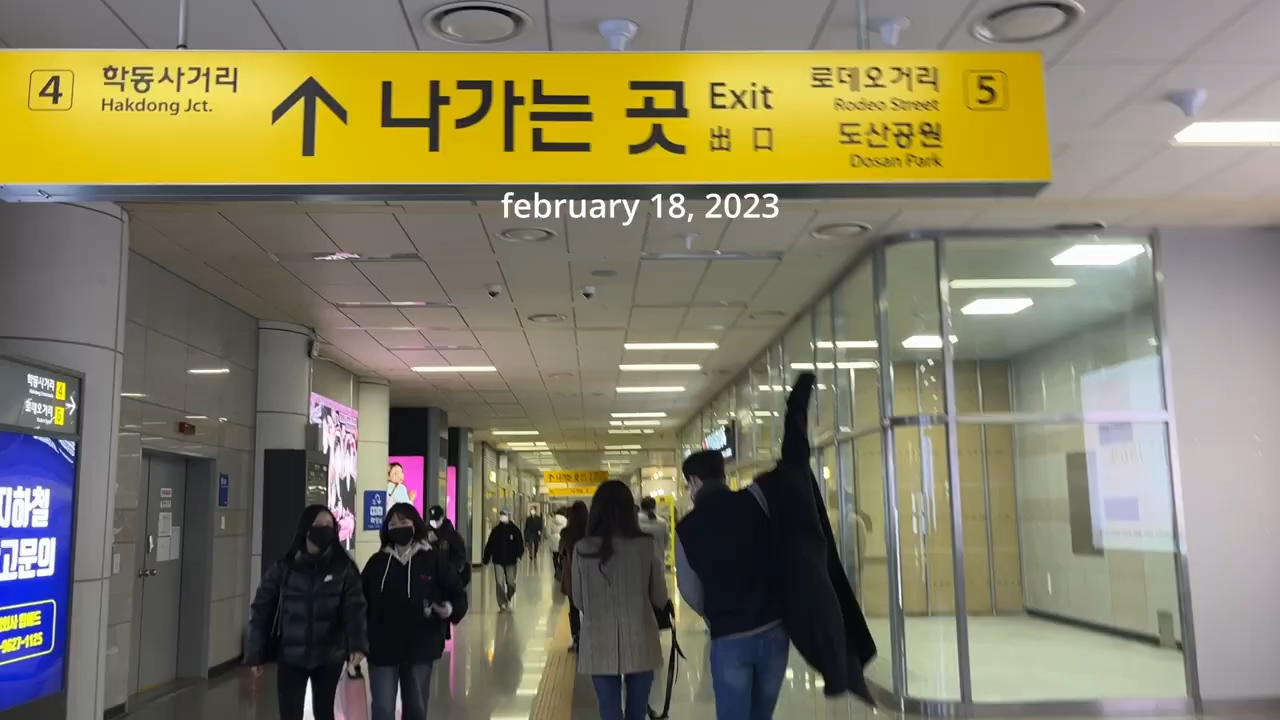 4
학동사거리
Hakdong Jct.
나가는 곳
Exit
出口
로데오거리
Rodeo Street
도산공원
Dosan Park
5
february 18, 2023
학동사거리 4
로데오거리 5
지하철
고문의
-9627-1125